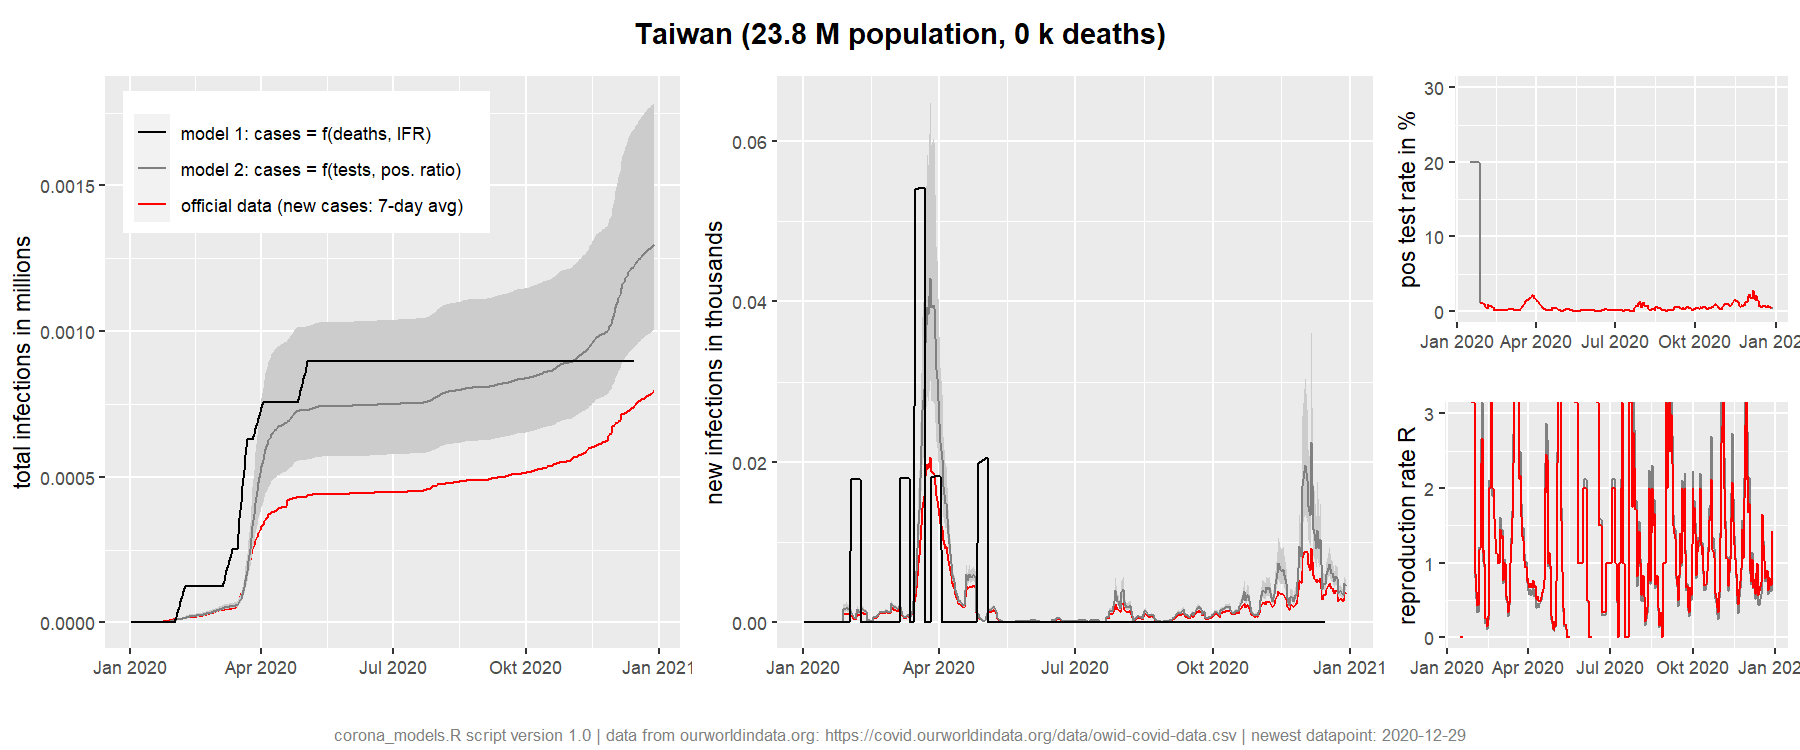 Taiwan (23.8 M population, 0 k deaths)
total infections in millions
0.0015
0.0010
0.0005
0.0000
model 1: cases = f(deaths, IFR)
model 2: cases = f(tests, pos. ratio)
official data (new cases: 7-day avg)
Jan 2020 Apr 2020 Jul 2020 Okt 2020 Jan 2021
new infections in thousands
0.06
0.04
0.02
0.00
Jan 2020 Apr 2020 Jul 2020 Okt 2020 Jan 2021
pos test rate in %
30
20
10
0
Jan 2020 Apr 2020 Jul 2020 Okt 2020 Jan 202
reproduction rate R
3
2
1
0
Jan 2020 Apr 2020 Jul 2020 Okt 2020 Jan 202
corona_models.R script version 1.0 | data from ourworldindata.org: https://covid.ourworldindata.org/data/owid-covid-data.csv | newest datapoint: 2020-12-29